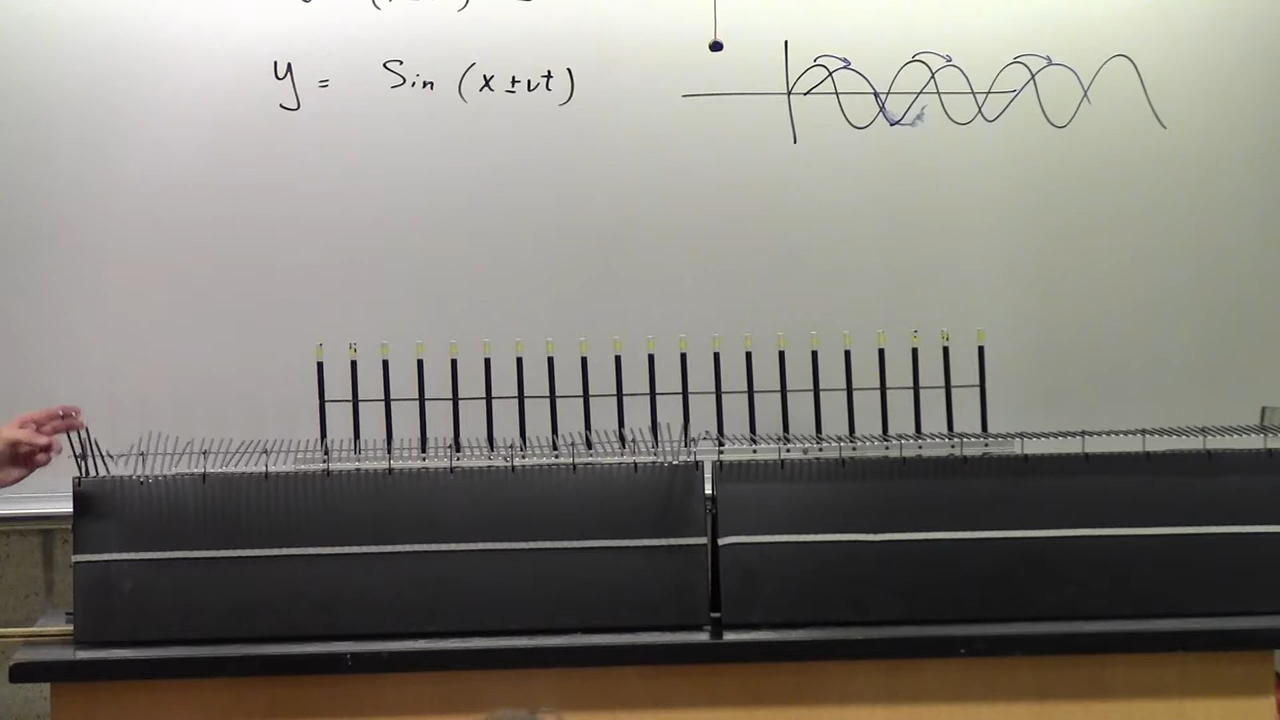 y = Sin (x ± vt)